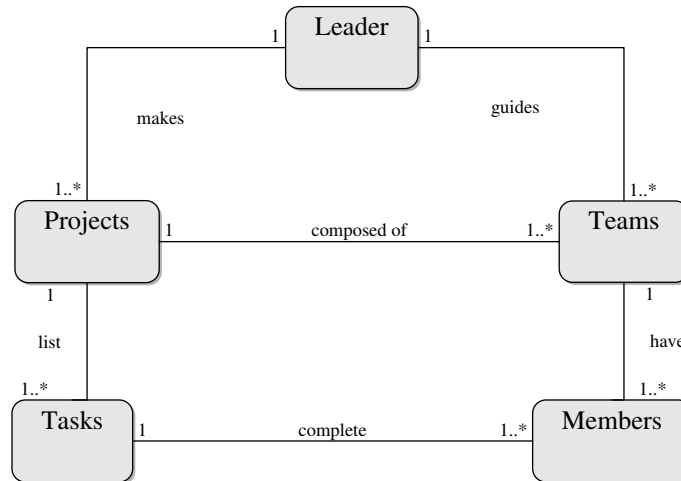 Leader
1
1
makes
guides
1..*
1..*
Projects
Teams
1
composed of
1..*
1
1
list
have
1..*
1..*
Tasks
Members
1
complete
1..*